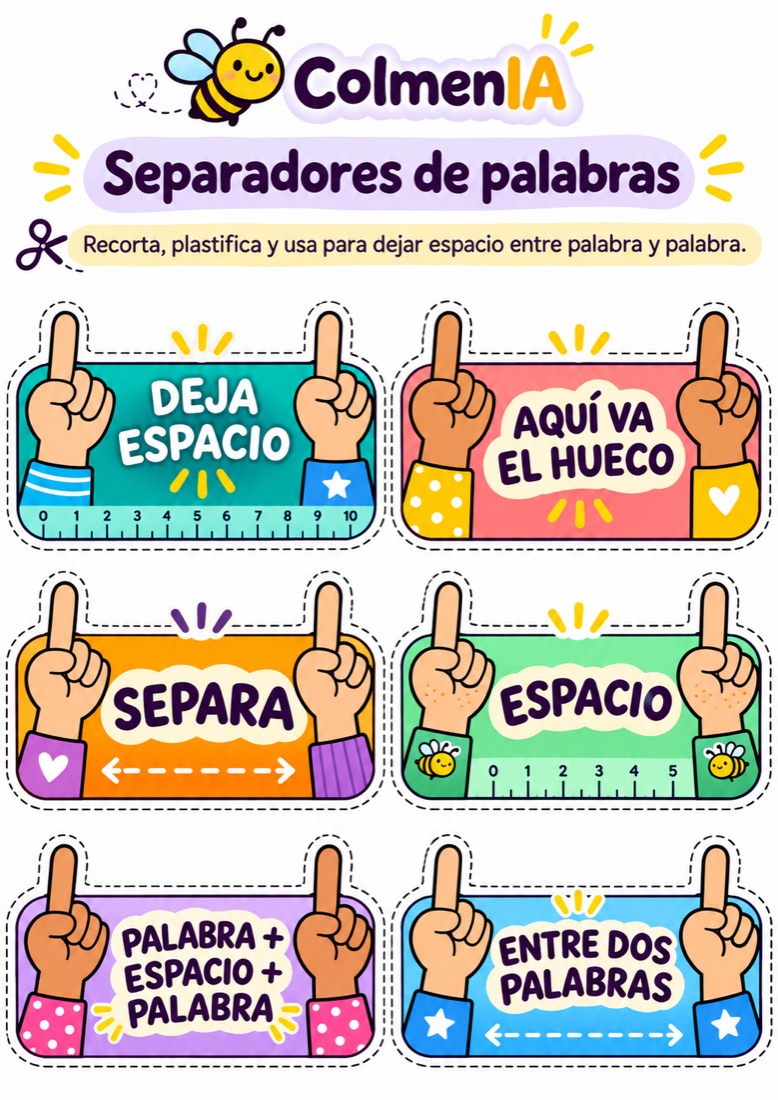 ColmenIA
Separadores de palabras
Recorta, plastifica y usa para dejar espacio entre palabra y palabra.
DEJA
ESPACIO
0 1 2 3 4 5 6 7 8 9 10
AQUÍ VA
EL HUECO
SEPARA
ESPACIO
0 1 2 3 4 5
PALABRA +
ESPACIO +
PALABRA
ENTRE DOS
PALABRAS